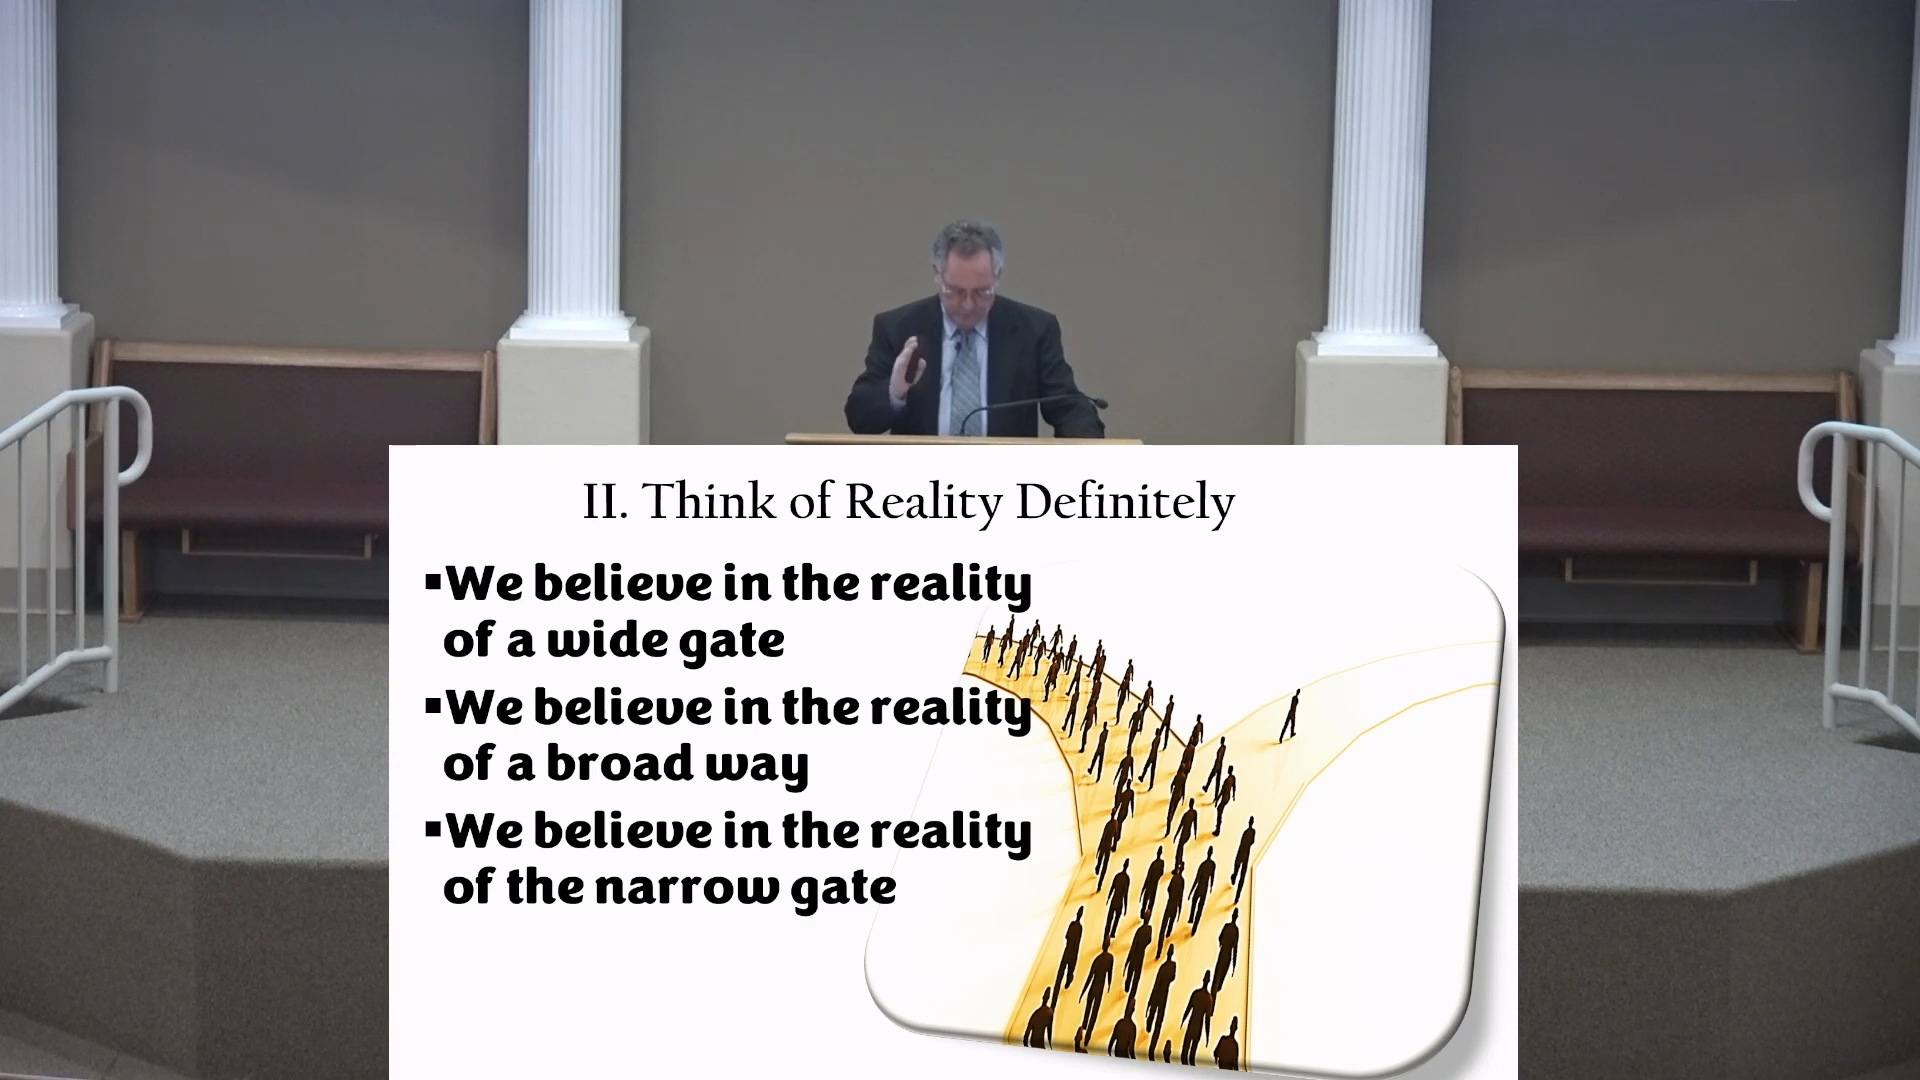 II. Think of Reality Definitely
▪We believe in the reality
of a wide gate
▪We believe in the reality
of a broad way
▪We believe in the reality
of the narrow gate